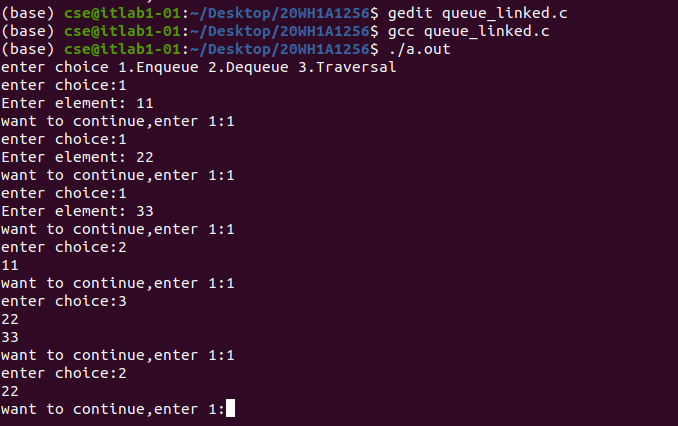 (base) cse@itlab1-01:~/Desktop/20WH1A1256$ gedit queue_linked.c
(base) cse@itlab1-01:~/Desktop/20WH1A1256$ gcc queue_linked.c
(base) cse@itlab1-01:~/Desktop/20WH1A1256$ ./a.out
enter choice 1.Enqueue 2.Dequeue 3.Traversal
enter choice:1
Enter element: 11
want to continue,enter 1:1
enter choice:1
Enter element: 22
want to continue,enter 1:1
enter choice:1
Enter element: 33
want to continue,enter 1:1
enter choice:2
11
want to continue,enter 1:1
enter choice:3
22
33
want to continue,enter 1:1
enter choice:2
22
want to continue,enter 1: